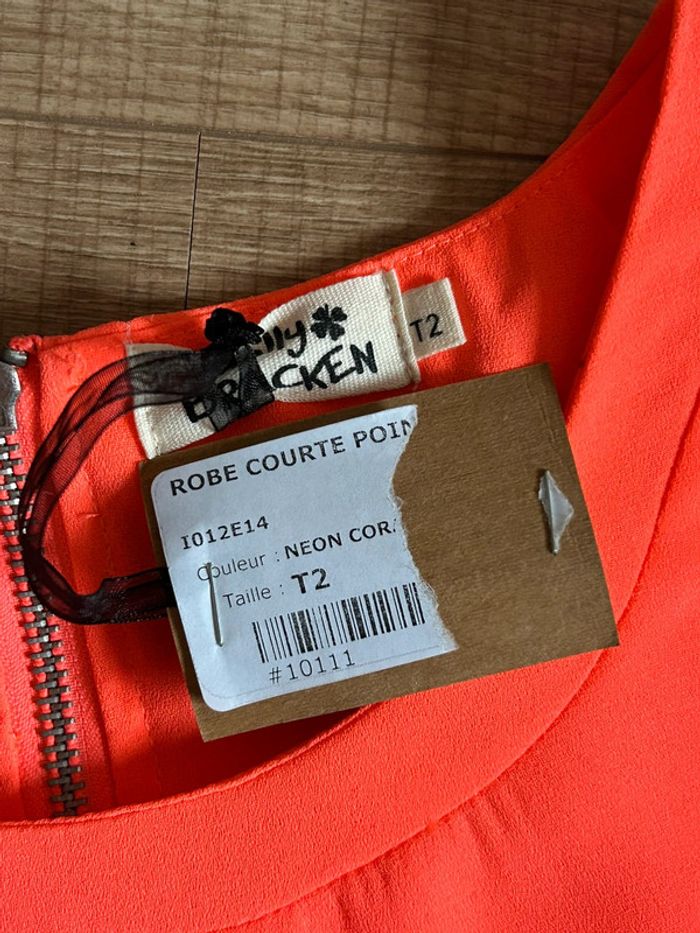 BRACKEN
T2
ROBE COURTE POIN
I012E14
Couleur : NEON COR
Taille : T2
#10111